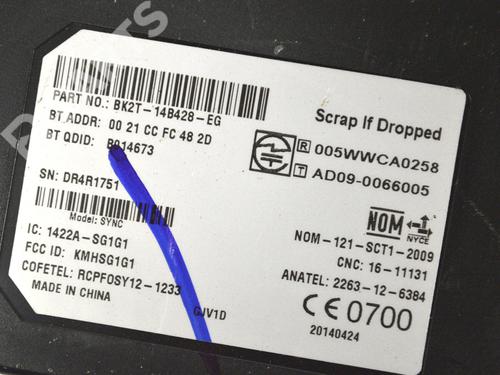 PART NO.: BK2T-14B428-EG
BT ADDR: 00 21 CC FC 48 2D
BT QDID: B014673
SN: DR4R1751
Model: SYNC
IC: 1422A-SG1G1
FCC ID: KMHSG1G1
COFETEL: RCPFOSY12-1233
MADE IN CHINA
GJV1D
Scrap If Dropped
R 005WWCA0258
T AD09-0066005
NOM NYCE
NOM-121-SCT1-2009
CNC: 16-11131
ANATEL: 2263-12-6384
CE0700
20140424